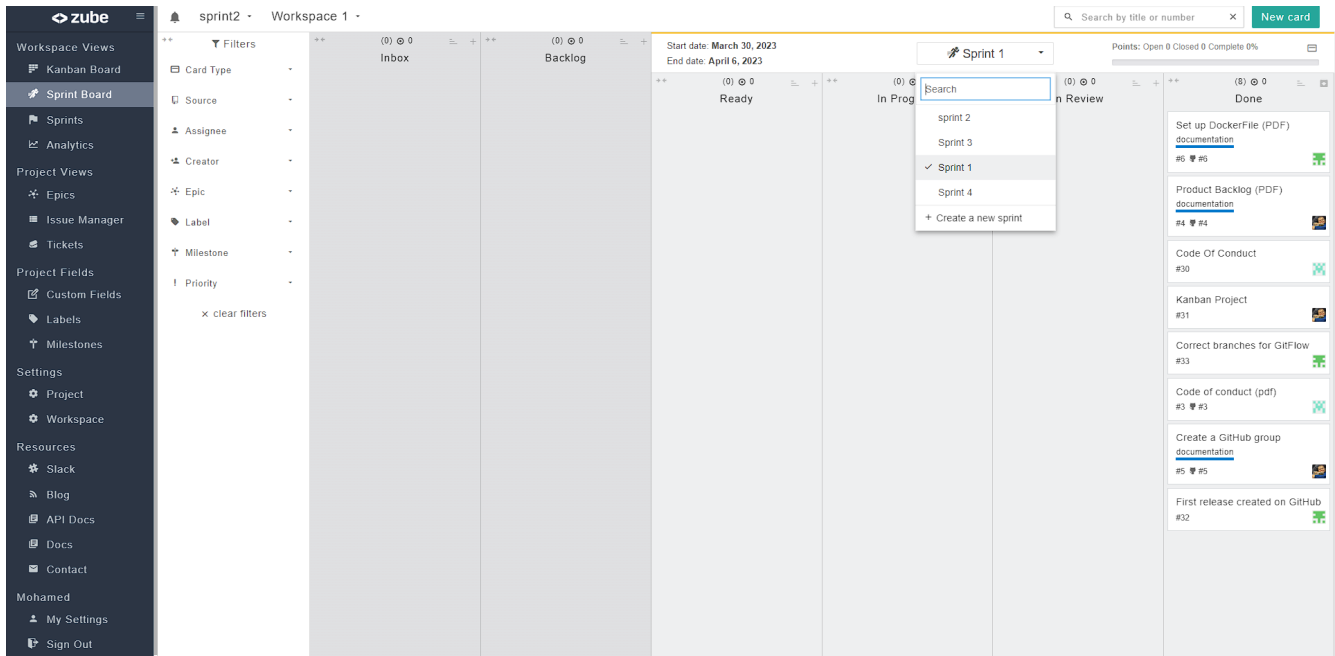 zube
sprint2
Workspace 1
Search by title or number
New card
Workspace Views
Kanban Board
Sprint Board
Sprints
Analytics
Project Views
Epics
Issue Manager
Tickets
Project Fields
Custom Fields
Labels
Milestones
Settings
Project
Workspace
Resources
Slack
Blog
API Docs
Docs
Contact
Mohamed
My Settings
Sign Out
Filters
Card Type
Source
Assignee
Creator
Epic
Label
Milestone
Priority
clear filters
(0) 0
Inbox
(0) 0
Backlog
Start date: March 30, 2023
End date: April 6, 2023
Sprint 1
Points: Open 0 Closed 0 Complete 0%
Search
sprint 2
Sprint 3
Sprint 1
Sprint 4
+ Create a new sprint
(0) 0
Ready
(0)
In Prog
(0) 0
n Review
(8) 0
Done
Set up DockerFile (PDF)
documentation
#6 #6
Product Backlog (PDF)
documentation
#4 #4
Code Of Conduct
#30
Kanban Project
#31
Correct branches for GitFlow
#33
Code of conduct (pdf)
#3 #3
Create a GitHub group
documentation
#5 #5
First release created on GitHub
#32